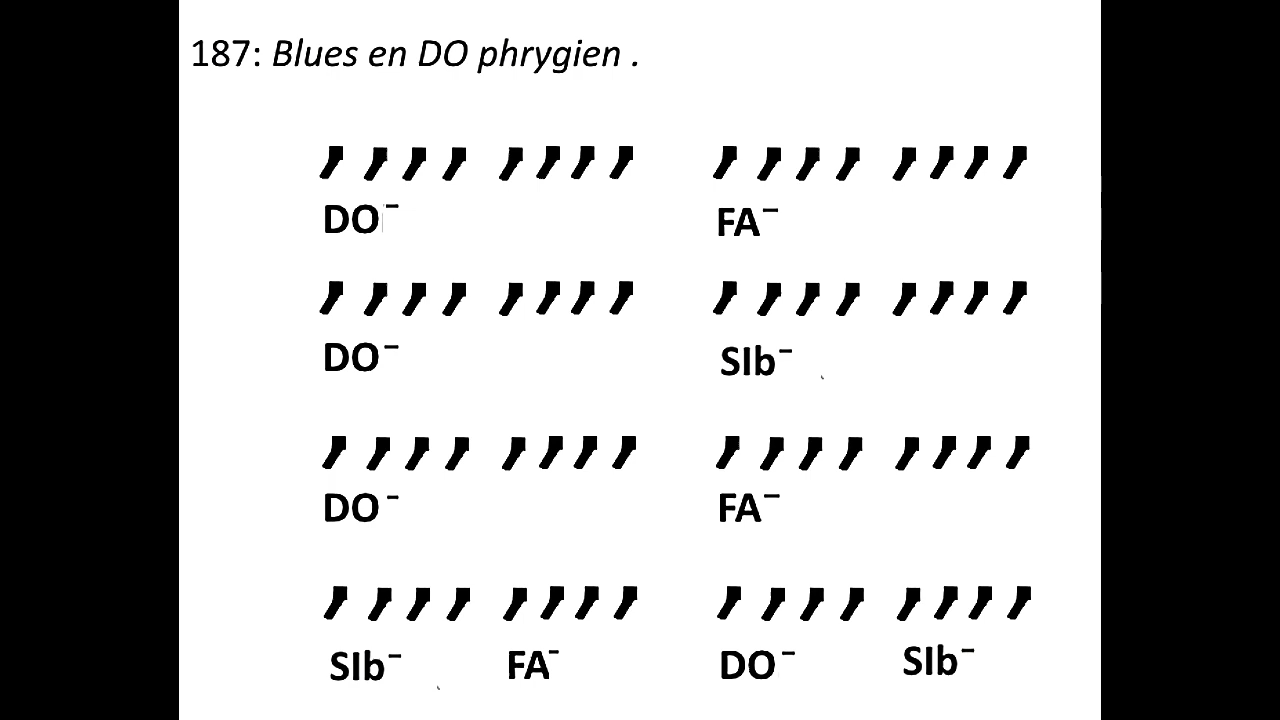 187: Blues en DO phrygien .
, , , , , , , , , , , , , , , ,
DO⁻ FA⁻
, , , , , , , , , , , , , , , ,
DO⁻ SIb⁻
, , , , , , , , , , , , , , , ,
DO⁻ FA⁻
, , , , , , , , , , , , , , , ,
SIb⁻ FA⁻ DO⁻ SIb⁻